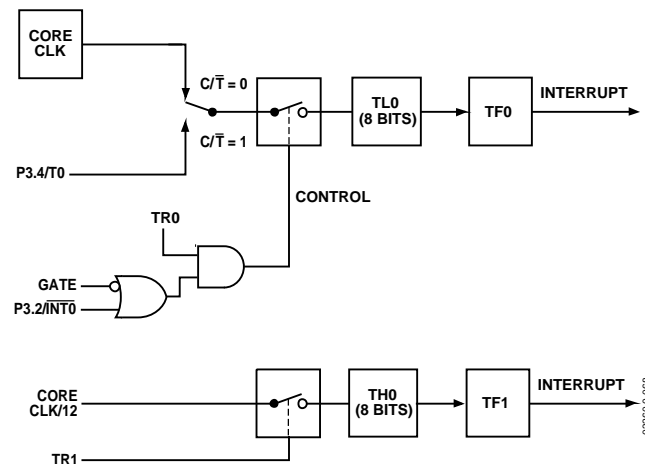 CORE
CLK
C/T̅ = 0
TL0
(8 BITS)
TF0
INTERRUPT
C/T̅ = 1
P3.4/T0
CONTROL
TR0
GATE
P3.2/I̅N̅T̅0̅
CORE
CLK/12
TH0
(8 BITS)
TF1
INTERRUPT
TR1